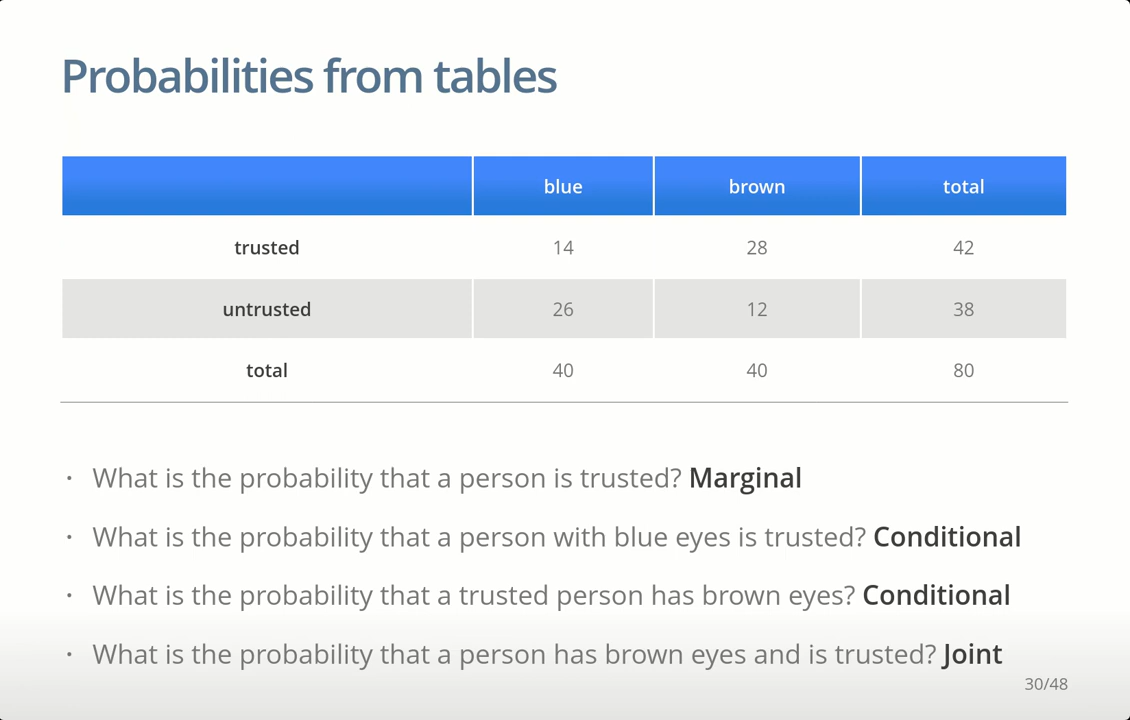 Probabilities from tables
blue brown total
trusted 14 28 42
untrusted 26 12 38
total 40 40 80
· What is the probability that a person is trusted? Marginal
· What is the probability that a person with blue eyes is trusted? Conditional
· What is the probability that a trusted person has brown eyes? Conditional
· What is the probability that a person has brown eyes and is trusted? Joint
30/48